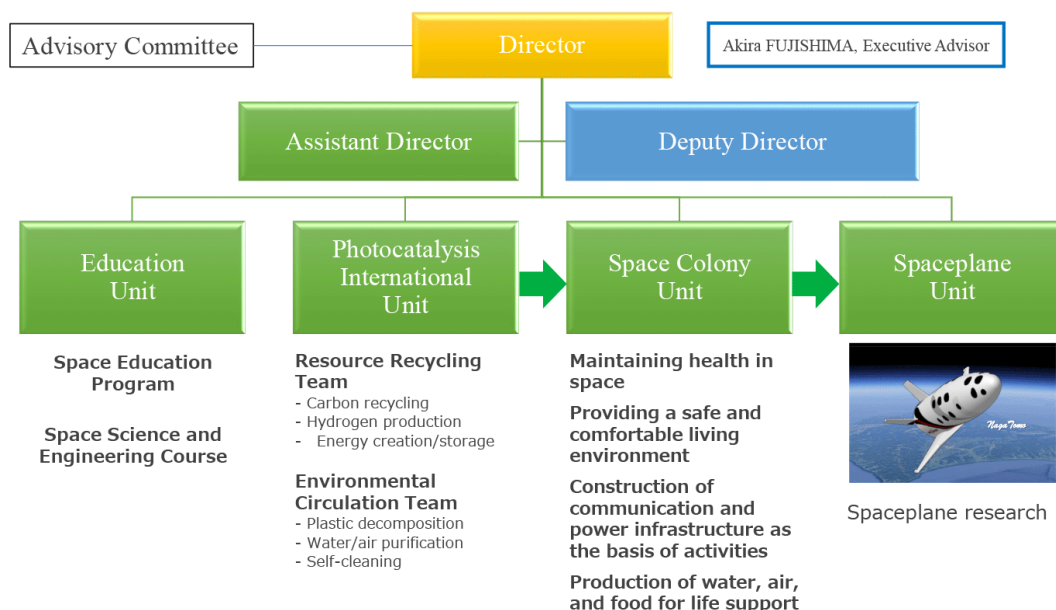 Advisory Committee
Director
Akira FUJISHIMA, Executive Advisor
Assistant Director
Deputy Director
Education
Unit
Photocatalysis
International
Unit
Space Colony
Unit
Spaceplane
Unit
Space Education
Program
Space Science and
Engineering Course
Resource Recycling
Team
- Carbon recycling
- Hydrogen production
- Energy creation/storage
Environmental
Circulation Team
- Plastic decomposition
- Water/air purification
- Self-cleaning
Maintaining health in
space
Providing a safe and
comfortable living
environment
Construction of
communication and
power infrastructure as
the basis of activities
Production of water, air,
and food for life support
NagaTomo
Spaceplane research